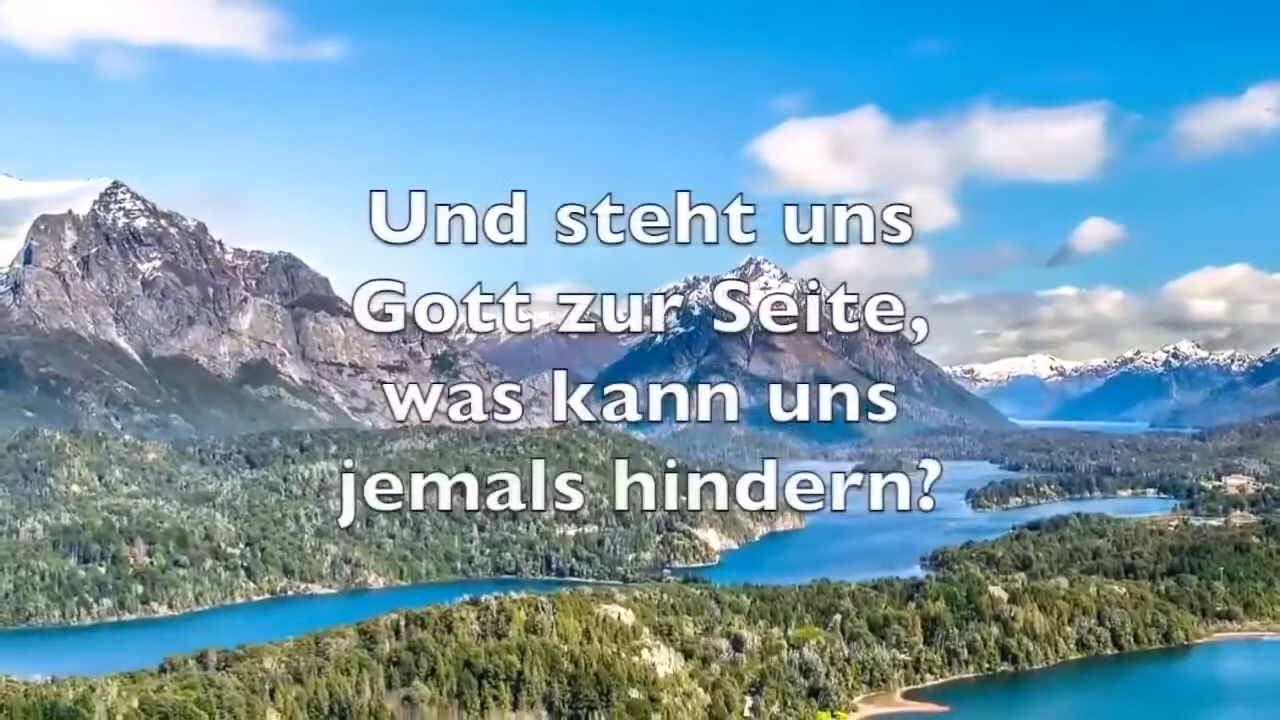 Und steht uns
Gott zur Seite,
was kann uns
jemals hindern?